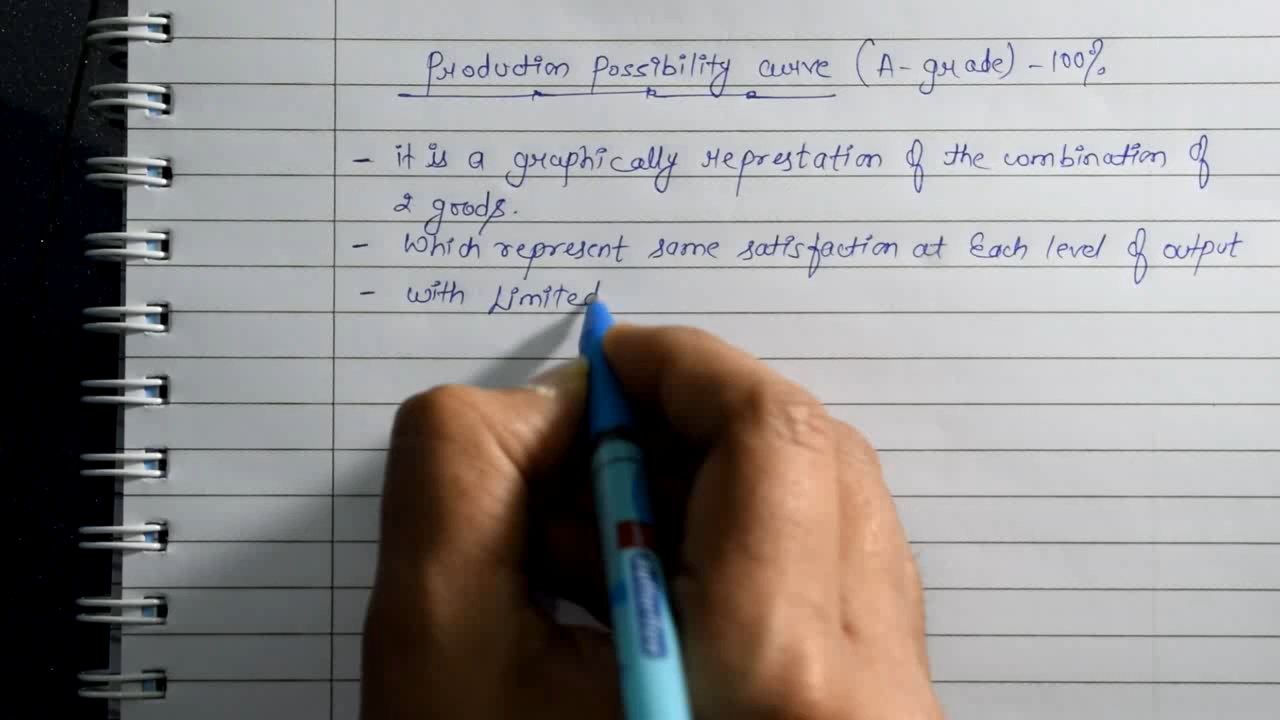 Production Possibility curve (A-grade) - 100%
- it is a graphically represtation of the combination of
2 goods.
- Which represent same satisfaction at Each level of output
- with Limited